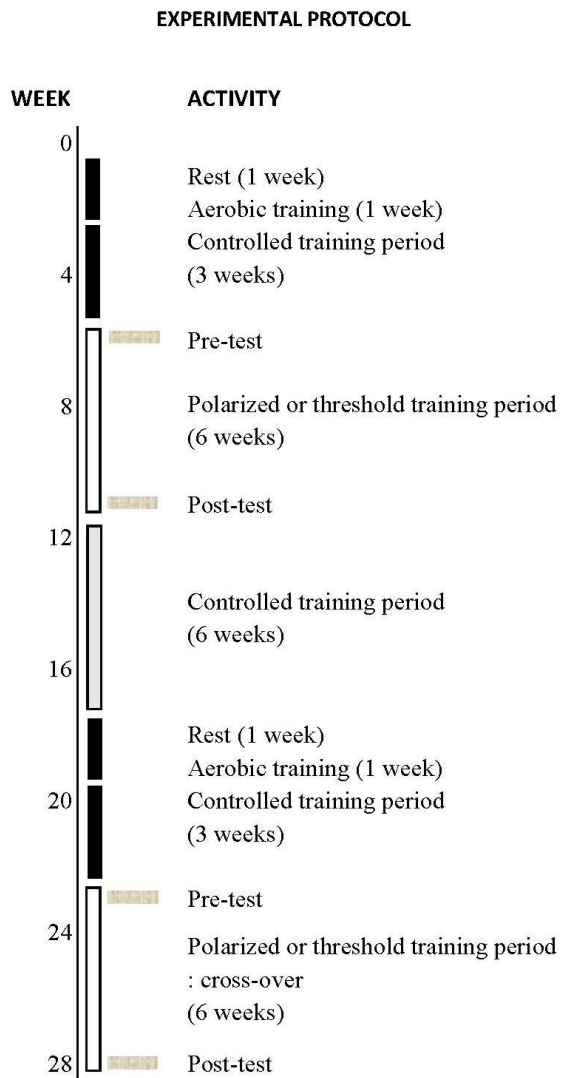 EXPERIMENTAL PROTOCOL
WEEK ACTIVITY
0
Rest (1 week)
Aerobic training (1 week)
Controlled training period
4 (3 weeks)
Pre-test
8 Polarized or threshold training period
(6 weeks)
Post-test
12
Controlled training period
(6 weeks)
16
Rest (1 week)
Aerobic training (1 week)
20 Controlled training period
(3 weeks)
Pre-test
24
Polarized or threshold training period
: cross-over
(6 weeks)
28 Post-test